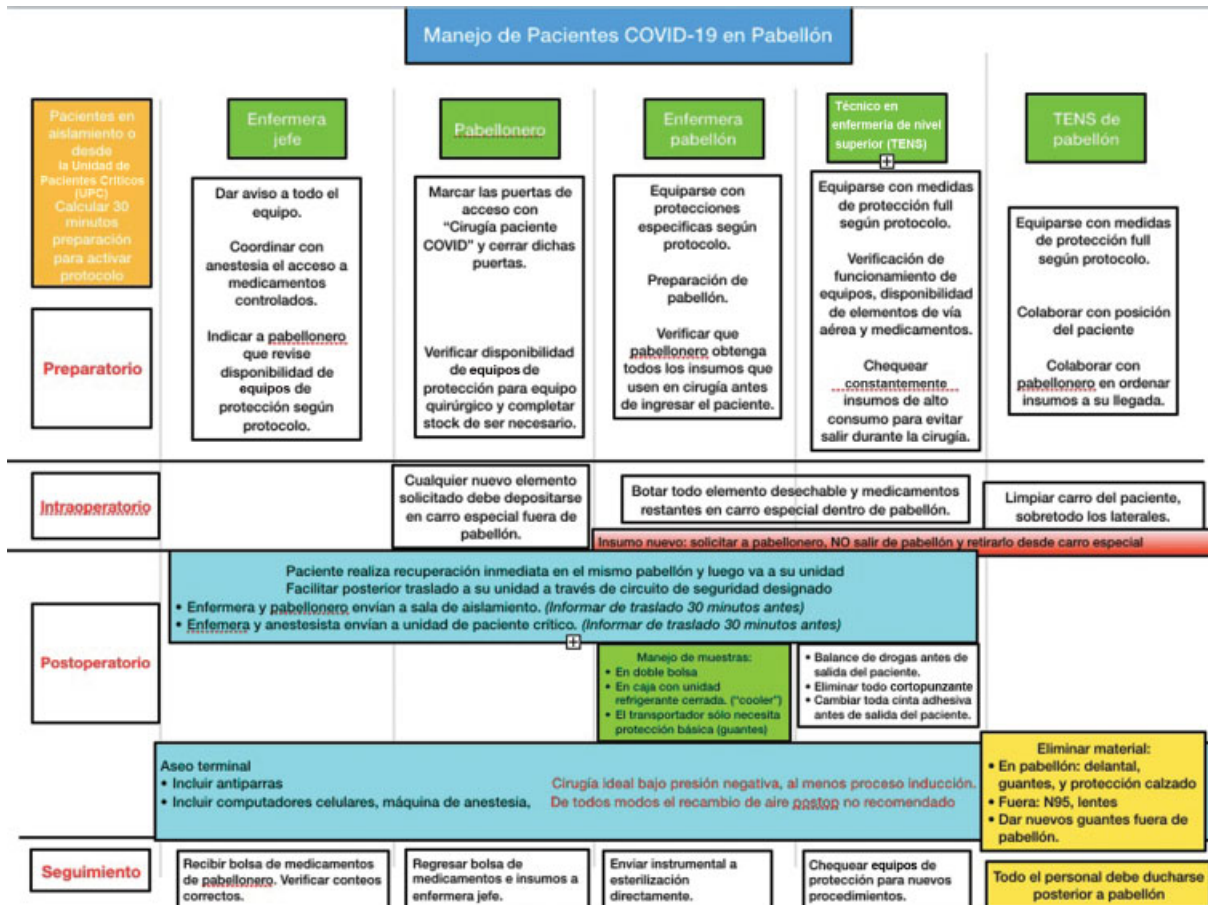 Manejo de Pacientes COVID-19 en Pabellón
Pacientes en
aislamiento o
desde
la Unidad de
Pacientes Críticos
(UPC)
Calcular 30
minutos
preparación
para activar
protocolo
Enfermera
jefe
Pabellonero
Enfermera
pabellón
Técnico en
enfermeria de nivel
superior (TENS)
TENS de
pabellón
Preparatorio
Dar aviso a todo el
equipo.
Coordinar con
anestesia el acceso a
medicamentos
controlados.
Indicar a pabellonero
que revise
disponibilidad de
equipos de
protección según
protocolo.
Marcar las puertas de
acceso con
“Cirugía paciente
COVID” y cerrar dichas
puertas.
Verificar disponibilidad
de equipos de
protección para equipo
quirúrgico y completar
stock de ser necesario.
Equiparse con
protecciones
especificas según
protocolo.
Preparación de
pabellón.
Verificar que
pabellonero obtenga
todos los insumos que
usen en cirugía antes
de ingresar el paciente.
Equiparse con medidas
de protección full
según protocolo.
Verificación de
funcionamiento de
equipos, disponibilidad
de elementos de vía
aérea y medicamentos.
Chequear
constantemente
insumos de alto
consumo para evitar
salir durante la cirugía.
Equiparse con medidas
de protección full
según protocolo.
Colaborar con posición
del paciente
Colaborar con
pabellonero en ordenar
insumos a su llegada.
Intraoperatorio
Cualquier nuevo elemento
solicitado debe depositarse
en carro especial fuera de
pabellón.
Botar todo elemento desechable y medicamentos
restantes en carro especial dentro de pabellón.
Limpiar carro del paciente,
sobretodo los laterales.
Insumo nuevo: solicitar a pabellonero, NO salir de pabellón y retirarlo desde carro especial
Postoperatorio
Paciente realiza recuperación inmediata en el mismo pabellón y luego va a su unidad
Facilitar posterior traslado a su unidad a través de circuito de seguridad designado
• Enfermera y pabellonero envían a sala de aislamiento. (Informar de traslado 30 minutos antes)
• Enfemera y anestesista envían a unidad de paciente crítico. (Informar de traslado 30 minutos antes)
Manejo de muestras:
• En doble bolsa
• En caja con unidad
refrigerante cerrada. ("cooler")
• El transportador sólo necesita
protección básica (guantes)
• Balance de drogas antes de
salida del paciente.
• Eliminar todo cortopunzante
• Cambiar toda cinta adhesiva
antes de salida del paciente.
Aseo terminal
• Incluir antiparras
• Incluir computadores celulares, máquina de anestesia,
Cirugía ideal bajo presión negativa, al menos proceso inducción.
De todos modos el recambio de aire postop no recomendado
Eliminar material:
• En pabellón: delantal,
guantes, y protección calzado
• Fuera: N95, lentes
• Dar nuevos guantes fuera de
pabellón.
Seguimiento
Recibir bolsa de medicamentos
de pabellonero. Verificar conteos
correctos.
Regresar bolsa de
medicamentos e insumos a
enfermera jefe.
Enviar instrumental a
esterilización
directamente.
Chequear equipos de
protección para nuevos
procedimientos.
Todo el personal debe ducharse
posterior a pabellón